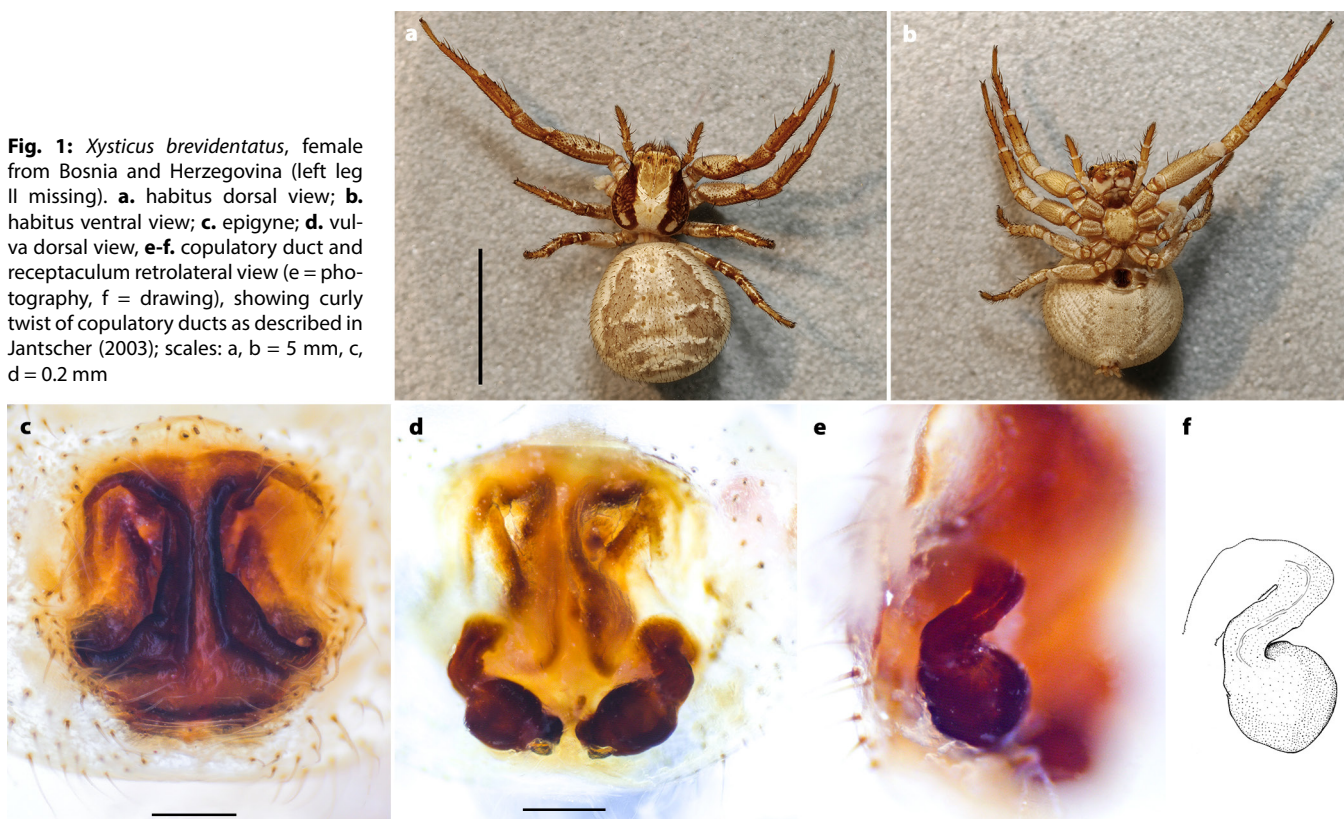 Fig. 1: Xysticus brevidentatus, female
from Bosnia and Herzegovina (left leg
II missing). a. habitus dorsal view; b.
habitus ventral view; c. epigyne; d. vul-
va dorsal view, e-f. copulatory duct and
receptaculum retrolateral view (e = pho-
tography, f = drawing), showing curly
twist of copulatory ducts as described in
Jantscher (2003); scales: a, b = 5 mm, c,
d = 0.2 mm
a
b
c
d
e
f